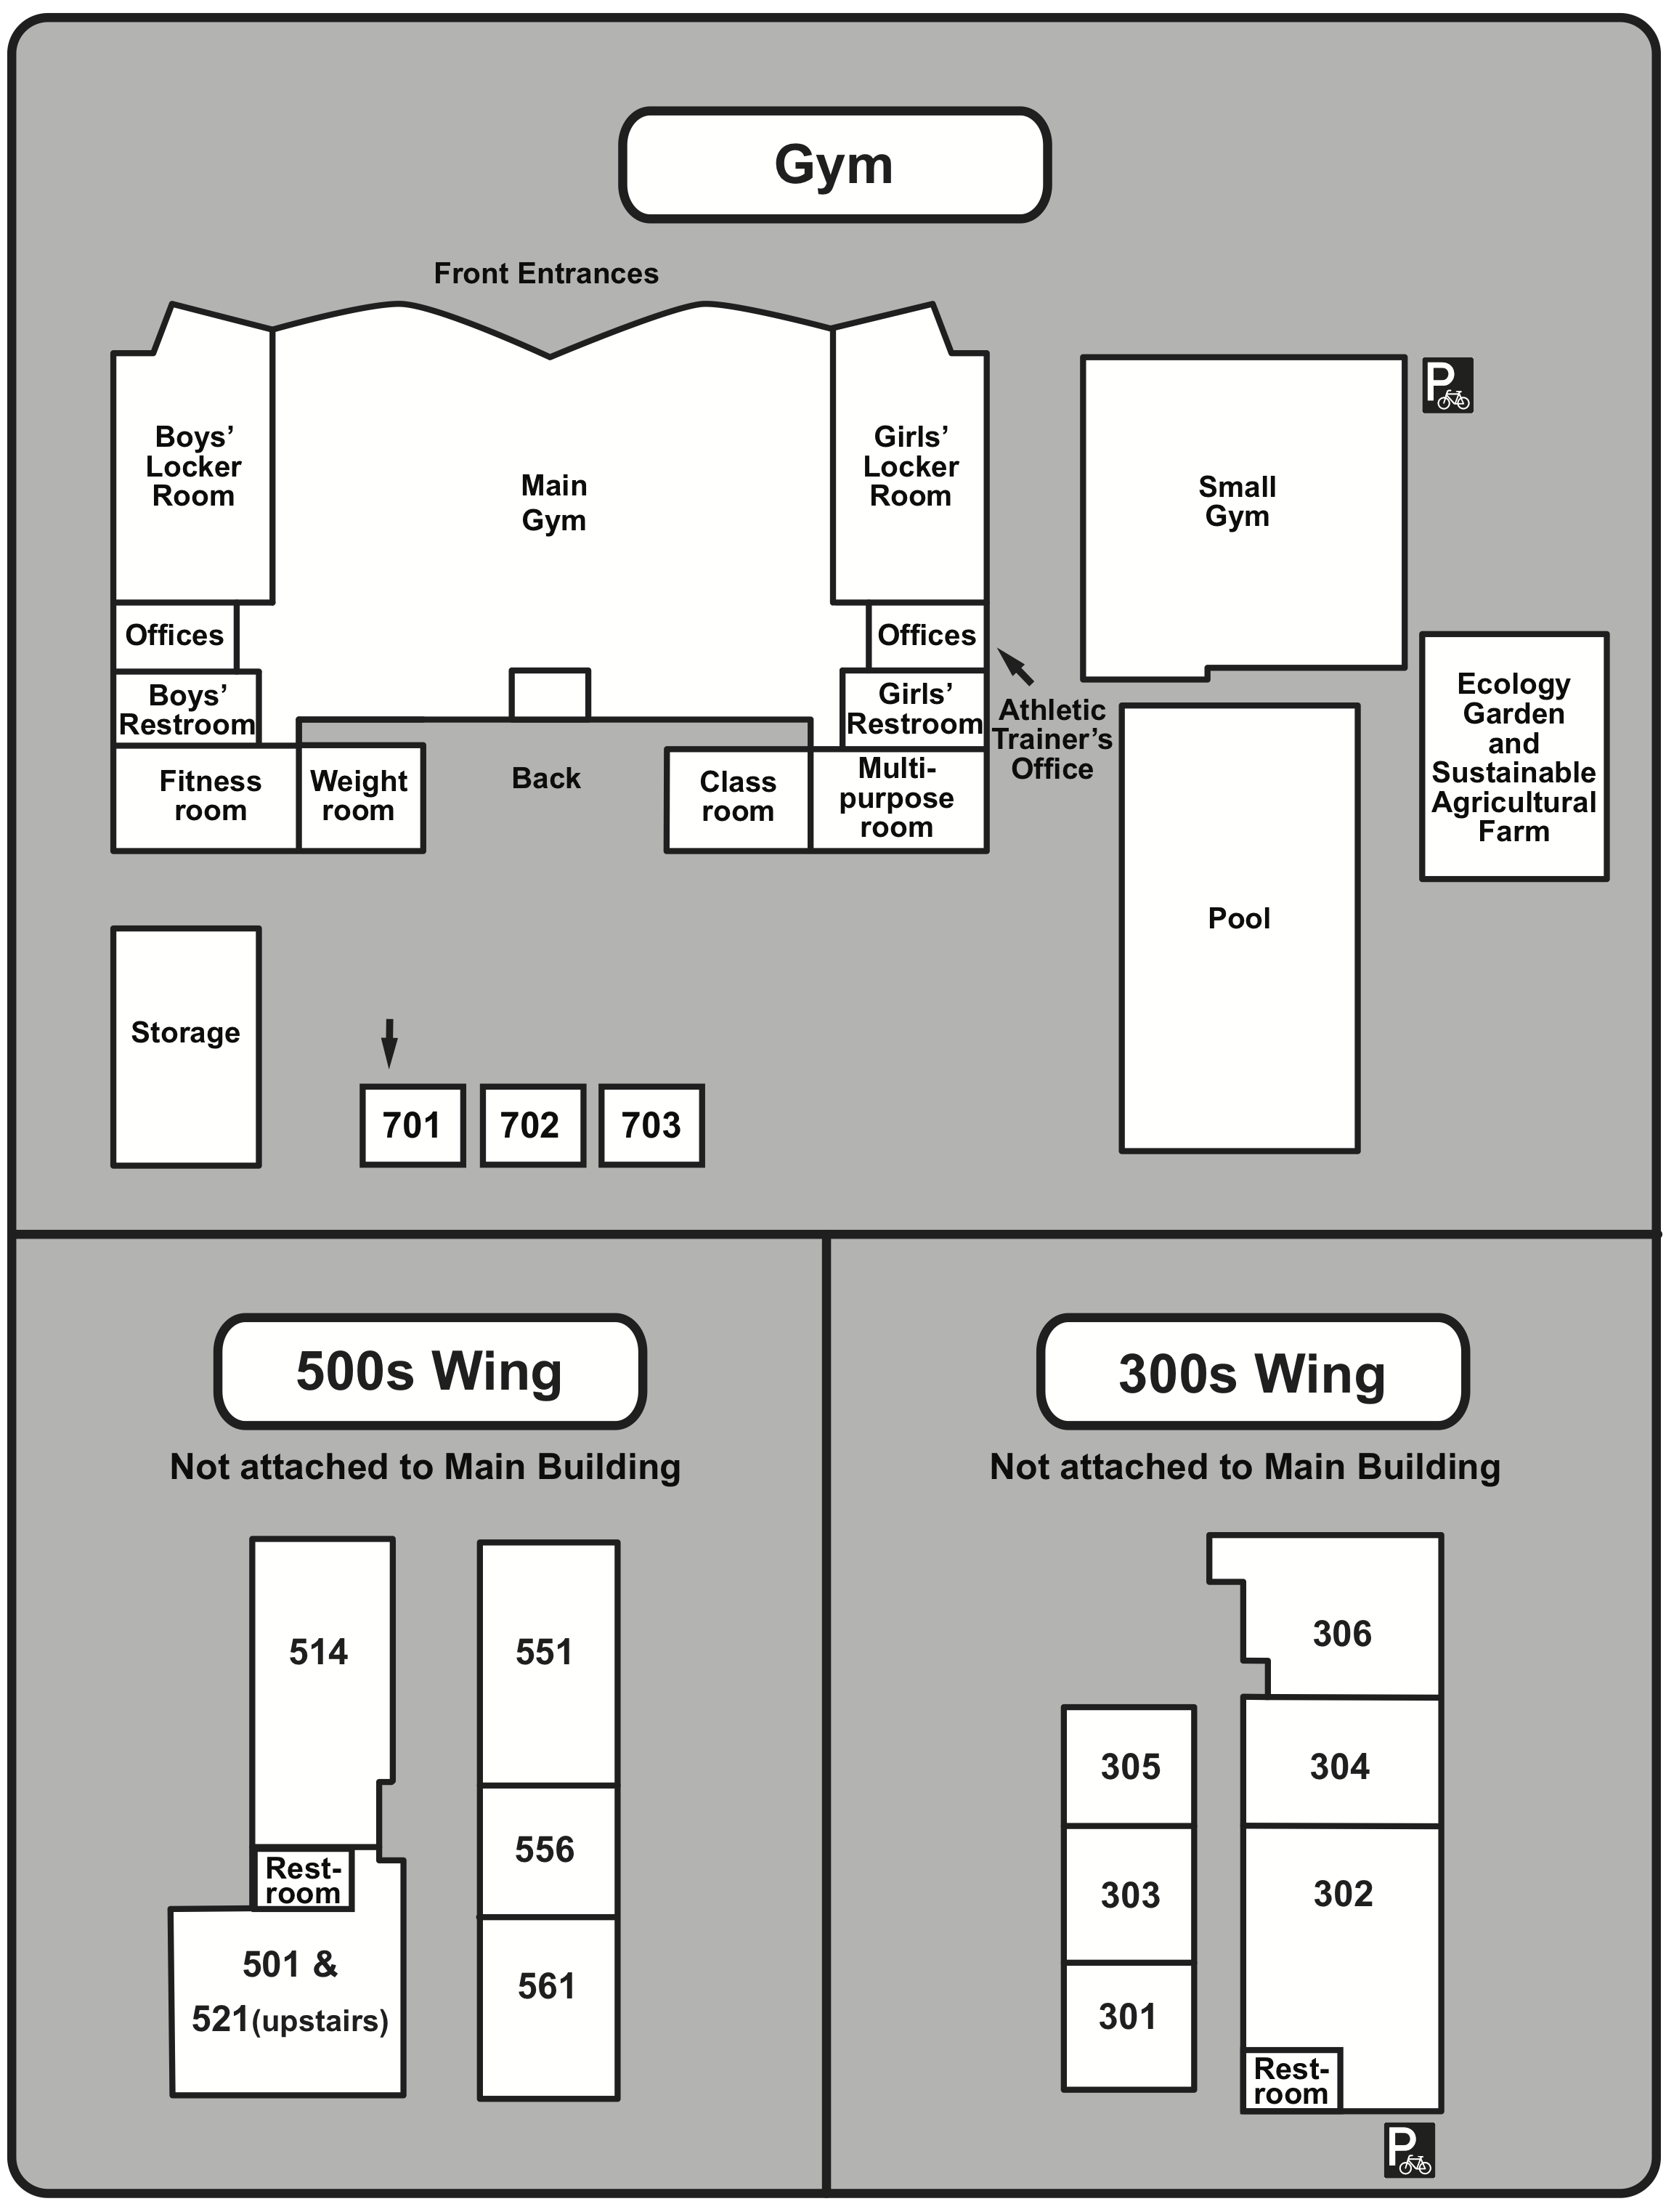 Gym
Front Entrances
Boys’
Locker
Room
Main
Gym
Girls’
Locker
Room
Small
Gym
P
Offices
Offices
Boys’
Restroom
Girls’
Restroom
Athletic
Trainer’s
Office
Ecology
Garden
and
Sustainable
Agricultural
Farm
Fitness
room
Weight
room
Back
Class
room
Multi-
purpose
room
Pool
Storage
701
702
703
500s Wing
Not attached to Main Building
514
551
556
Rest-
room
501 &
521(upstairs)
561
300s Wing
Not attached to Main Building
306
305
304
303
302
301
Rest-
room
P